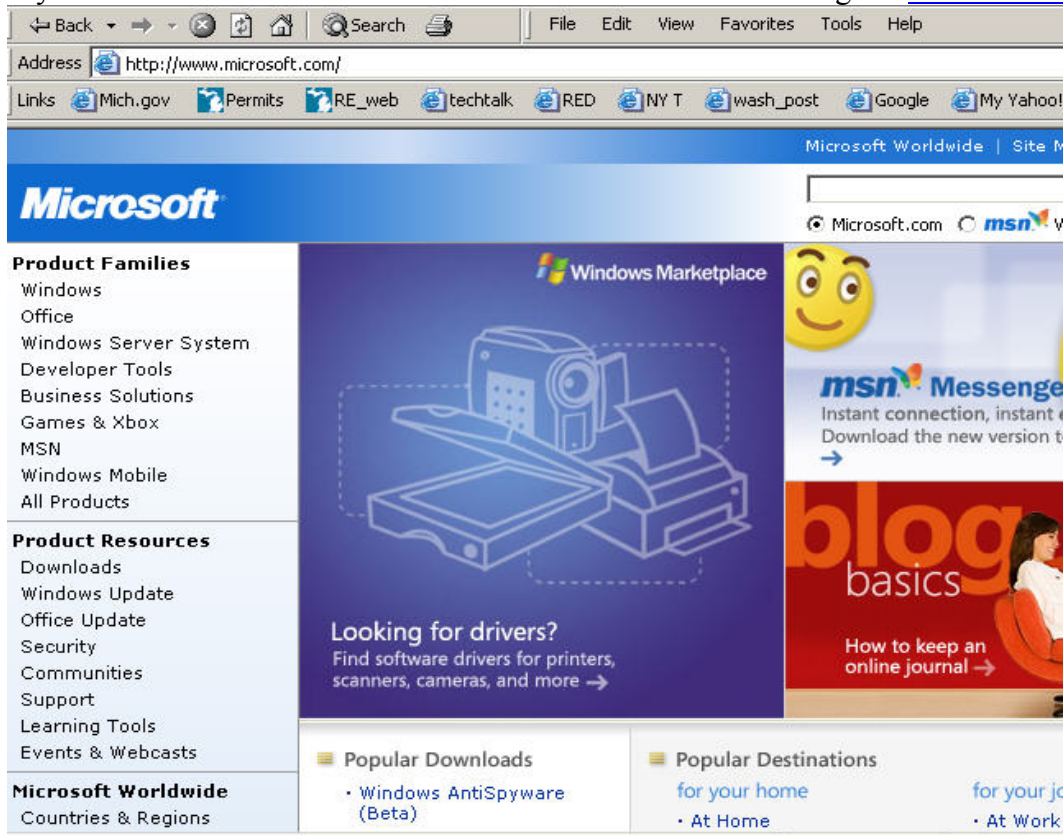 Back Search File Edit View Favorites Tools Help
Address http://www.microsoft.com/
Links Mich.gov Permits RE_web techtalk RED NY T wash_post Google My Yahoo!
Microsoft Worldwide | Site
Microsoft
Microsoft.com msn
Product Families
Windows
Office
Windows Server System
Developer Tools
Business Solutions
Games & Xbox
MSN
Windows Mobile
All Products
Product Resources
Downloads
Windows Update
Office Update
Security
Communities
Support
Learning Tools
Events & Webcasts
Microsoft Worldwide
Countries & Regions
Windows Marketplace
Looking for drivers?
Find software drivers for printers,
scanners, cameras, and more
msn Messenge
Instant connection, instant
Download the new version
blog
basics
How to keep an
online journal
Popular Downloads
· Windows AntiSpyware
(Beta)
Popular Destinations
for your home
· At Home
for your
· At Work